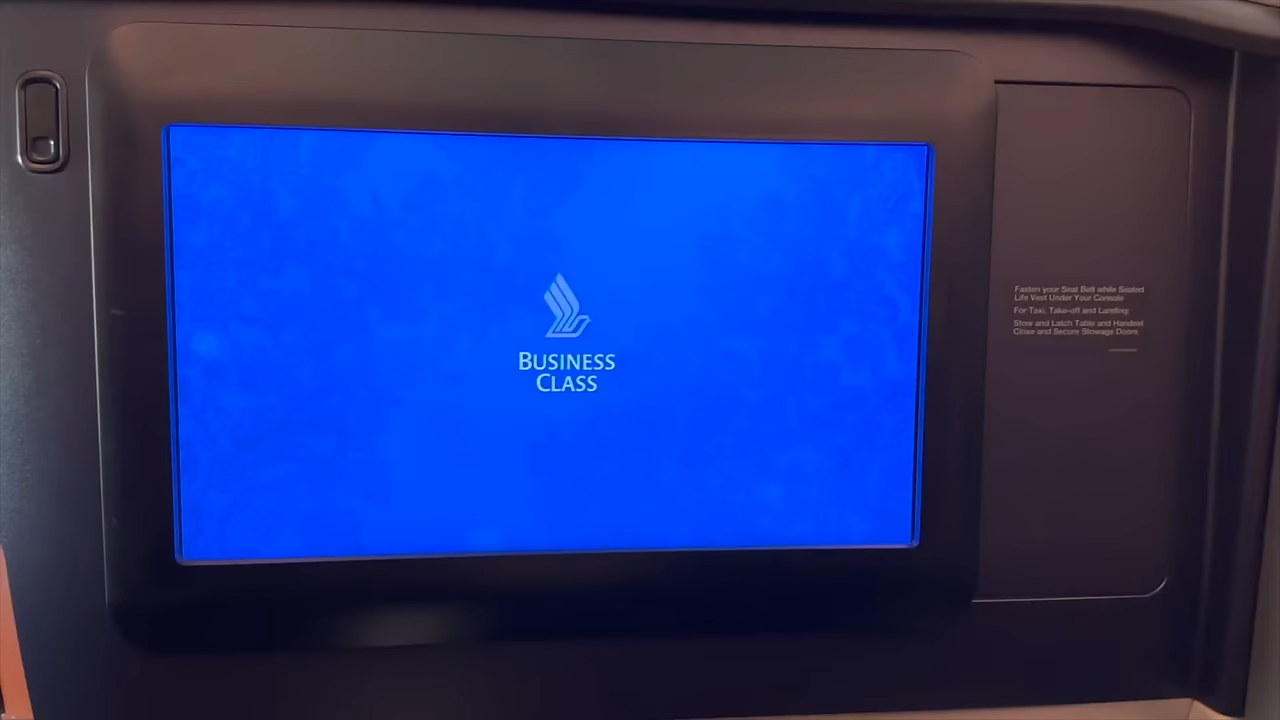 BUSINESS
CLASS
Fasten your Seat Belt while Seated
Life Vest Under Your Console
For Taxi, Take-off and Landing:
Stow and Latch Table and Handset
Close and Secure Stowage Doors